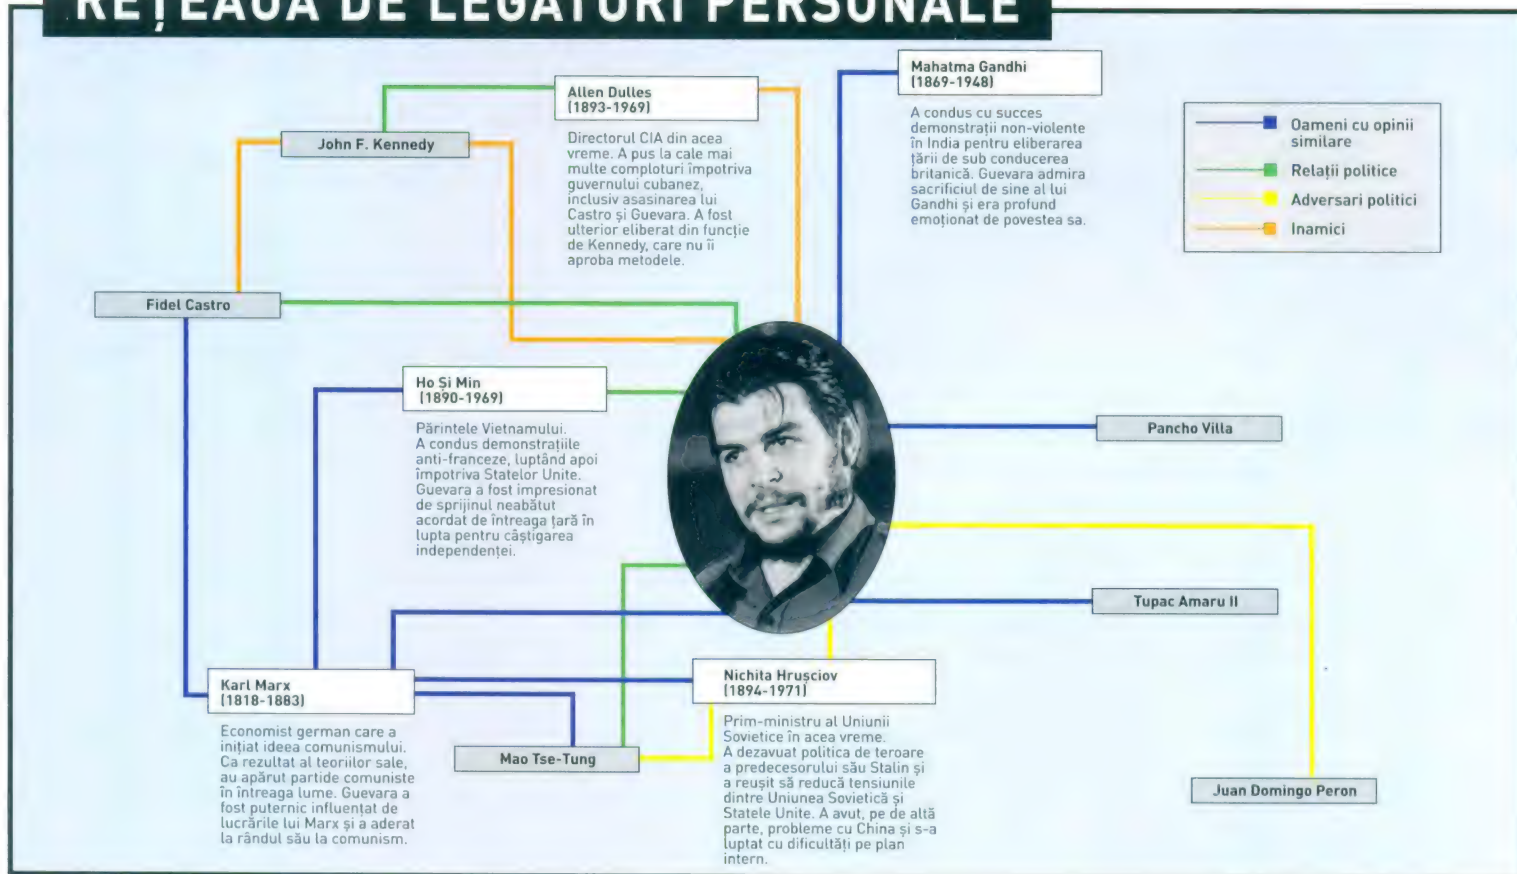 REȚEAUA DE LEGĂTURI PERSONALE
Allen Dulles
(1893-1969)
Directorul CIA din acea
vreme. A pus la cale mai
multe comploturi împotriva
guvernului cubanez,
inclusiv asasinarea lui
Castro și Guevara. A fost
ulterior eliberat din funcție
de Kennedy, care nu îi
aproba metodele.
Mahatma Gandhi
(1869-1948)
A condus cu succes
demonstrații non-violente
în India pentru eliberarea
țării de sub conducerea
britanică. Guevara admira
sacrificiul de sine al lui
Gandhi și era profund
emoționat de povestea sa.
Oameni cu opinii
similare
Relații politice
Adversari politici
Inamici
John F. Kennedy
Fidel Castro
Ho Și Min
(1890-1969)
Părintele Vietnamului.
A condus demonstrațiile
anti-franceze, luptând apoi
împotriva Statelor Unite.
Guevara a fost impresionat
de sprijinul neabătut
acordat de întreaga țară în
lupta pentru câștigarea
independenței.
Pancho Villa
Tupac Amaru II
Karl Marx
(1818-1883)
Economist german care a
inițiat ideea comunismului.
Ca rezultat al teoriilor sale,
au apărut partide comuniste
în întreaga lume. Guevara a
fost puternic influențat de
lucrările lui Marx și a aderat
la rândul său la comunism.
Mao Tse-Tung
Nichita Hrușciov
(1894-1971)
Prim-ministru al Uniunii
Sovietice în acea vreme.
A dezavuat politica de teroare
a predecesorului său Stalin și
a reușit să reducă tensiunile
dintre Uniunea Sovietică și
Statele Unite. A avut, pe de altă
parte, probleme cu China și s-a
luptat cu dificultăți pe plan
intern.
Juan Domingo Peron